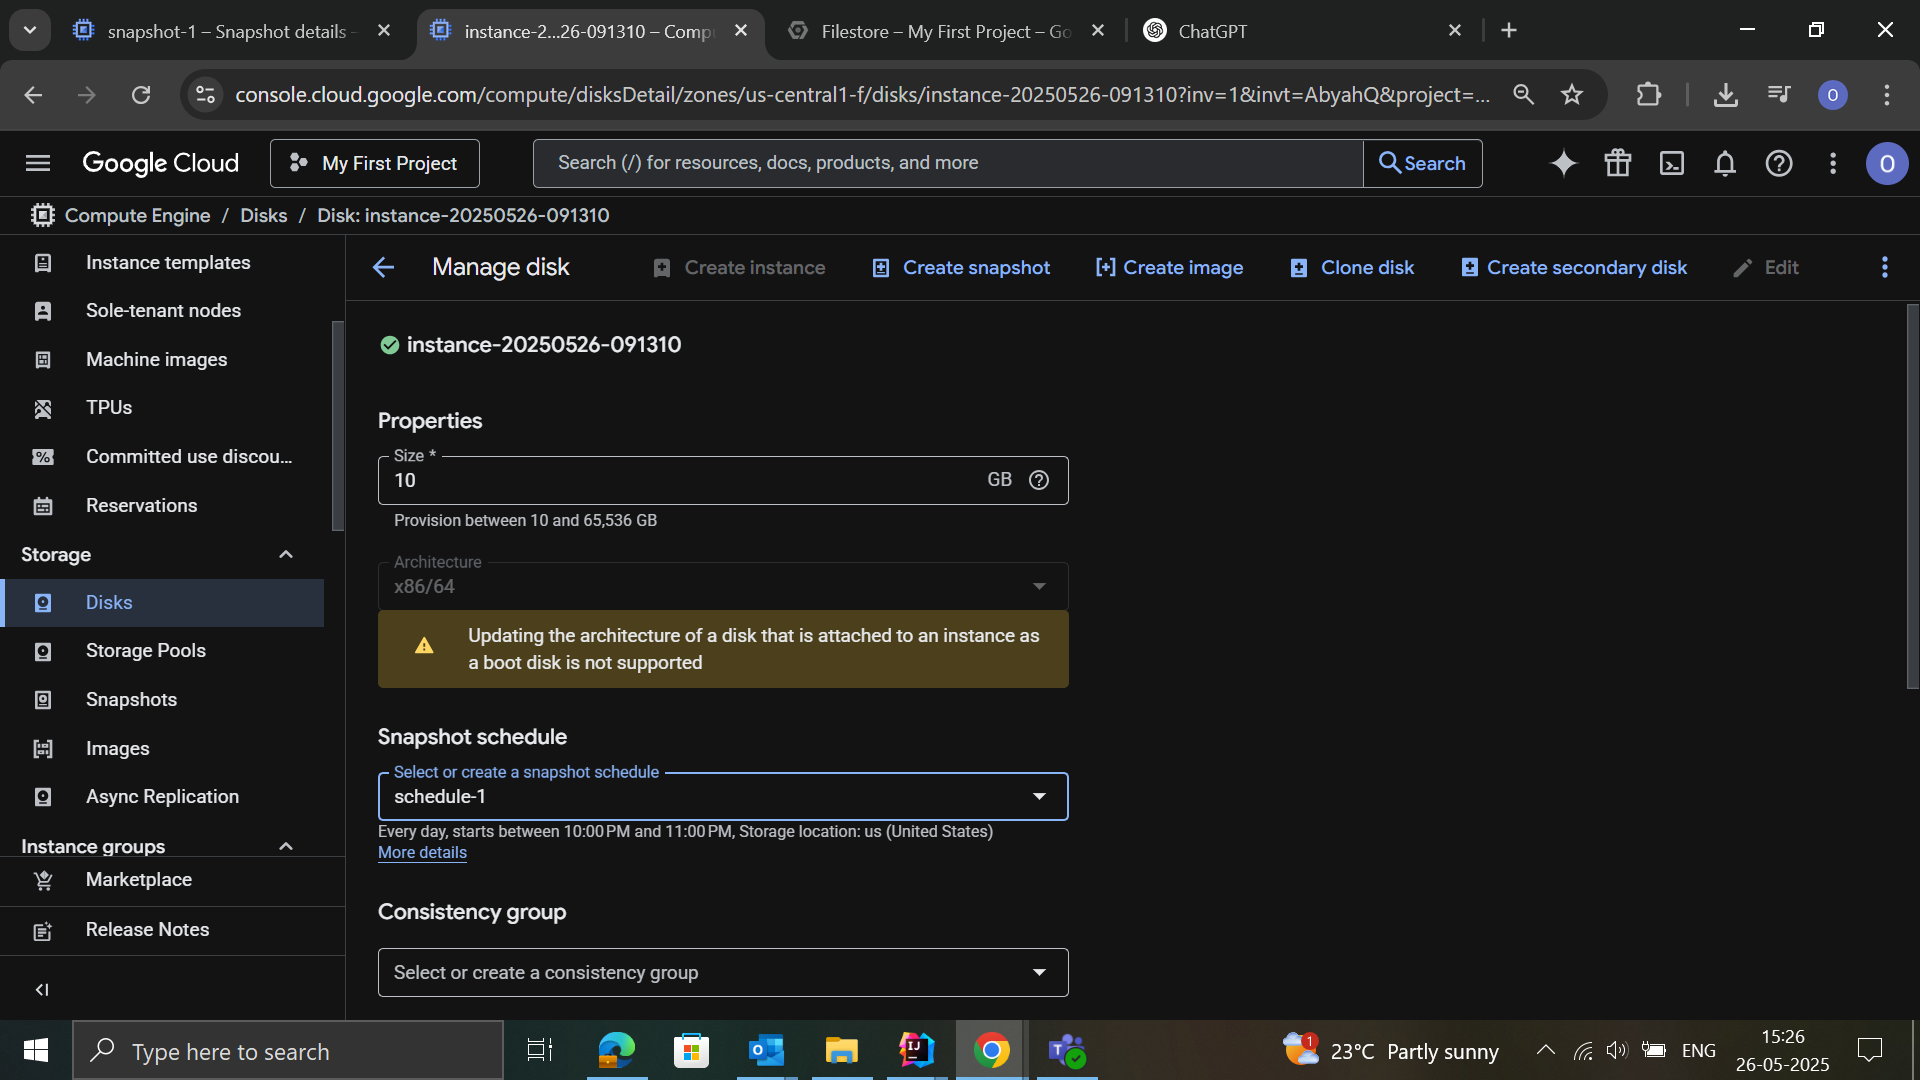 snapshot-1 – Snapshot details –
instance-2...26-091310 – Comp
Filestore – My First Project – Go
ChatGPT
console.cloud.google.com/compute/disksDetail/zones/us-central1-f/disks/instance-20250526-091310?inv=1&invt=AbyahQ&project=...
O
Google Cloud
My First Project
Search (/) for resources, docs, products, and more
Search
O
Compute Engine / Disks / Disk: instance-20250526-091310
Instance templates
Sole-tenant nodes
Machine images
TPUs
Committed use discou...
Reservations
Storage
Disks
Storage Pools
Snapshots
Images
Async Replication
Instance groups
Marketplace
Release Notes
Manage disk
Create instance
Create snapshot
Create image
Clone disk
Create secondary disk
Edit
instance-20250526-091310
Properties
Size *
10
GB
Provision between 10 and 65,536 GB
Architecture
x86/64
Updating the architecture of a disk that is attached to an instance as
a boot disk is not supported
Snapshot schedule
Select or create a snapshot schedule
schedule-1
Every day, starts between 10:00 PM and 11:00 PM, Storage location: us (United States)
More details
Consistency group
Select or create a consistency group
Type here to search
1
23°C Partly sunny
ENG
15:26
26-05-2025